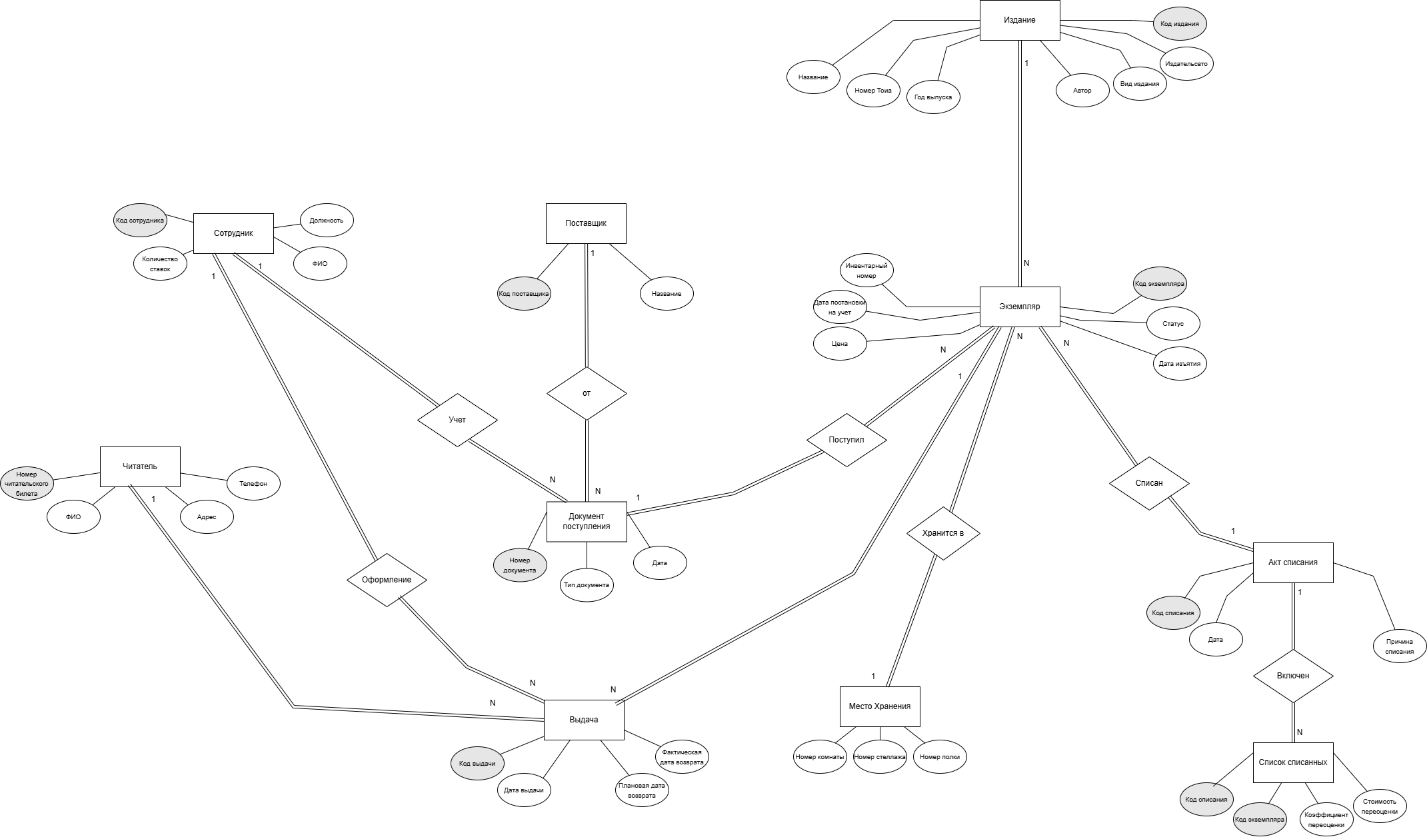 Издание
Код издания
Издательсвто
Вид издания
Автор
Год выпуска
Номер Тома
Название
1
N
Сотрудник
Код сотрудника
Количество
ставок
Должность
ФИО
1
1
Поставщик
Код поставщика
Название
1
от
N
Учет
N
Экземпляр
Инвентарный
номер
Дата постановки
на учет
Цена
Код экземпляра
Статус
Дата изъятия
N
1
N
N
Поступил
1
Читатель
Номер
читательского
билета
ФИО
Адрес
Телефон
1
Документ
поступления
Номер
документа
Тип документа
Дата
Хранится в
1
Списан
1
Оформление
N
N
N
Выдача
Код выдачи
Дата выдачи
Плановая дата
возврата
Фактическая
дата возврата
Место Хранения
Номер комнаты
Номер стеллажа
Номер полки
Акт списания
Код списания
Дата
Причина
списания
1
Включен
N
Список списанных
Код списания
Код экземпляра
Коэффициент
переоценки
Стоимость
переоценки